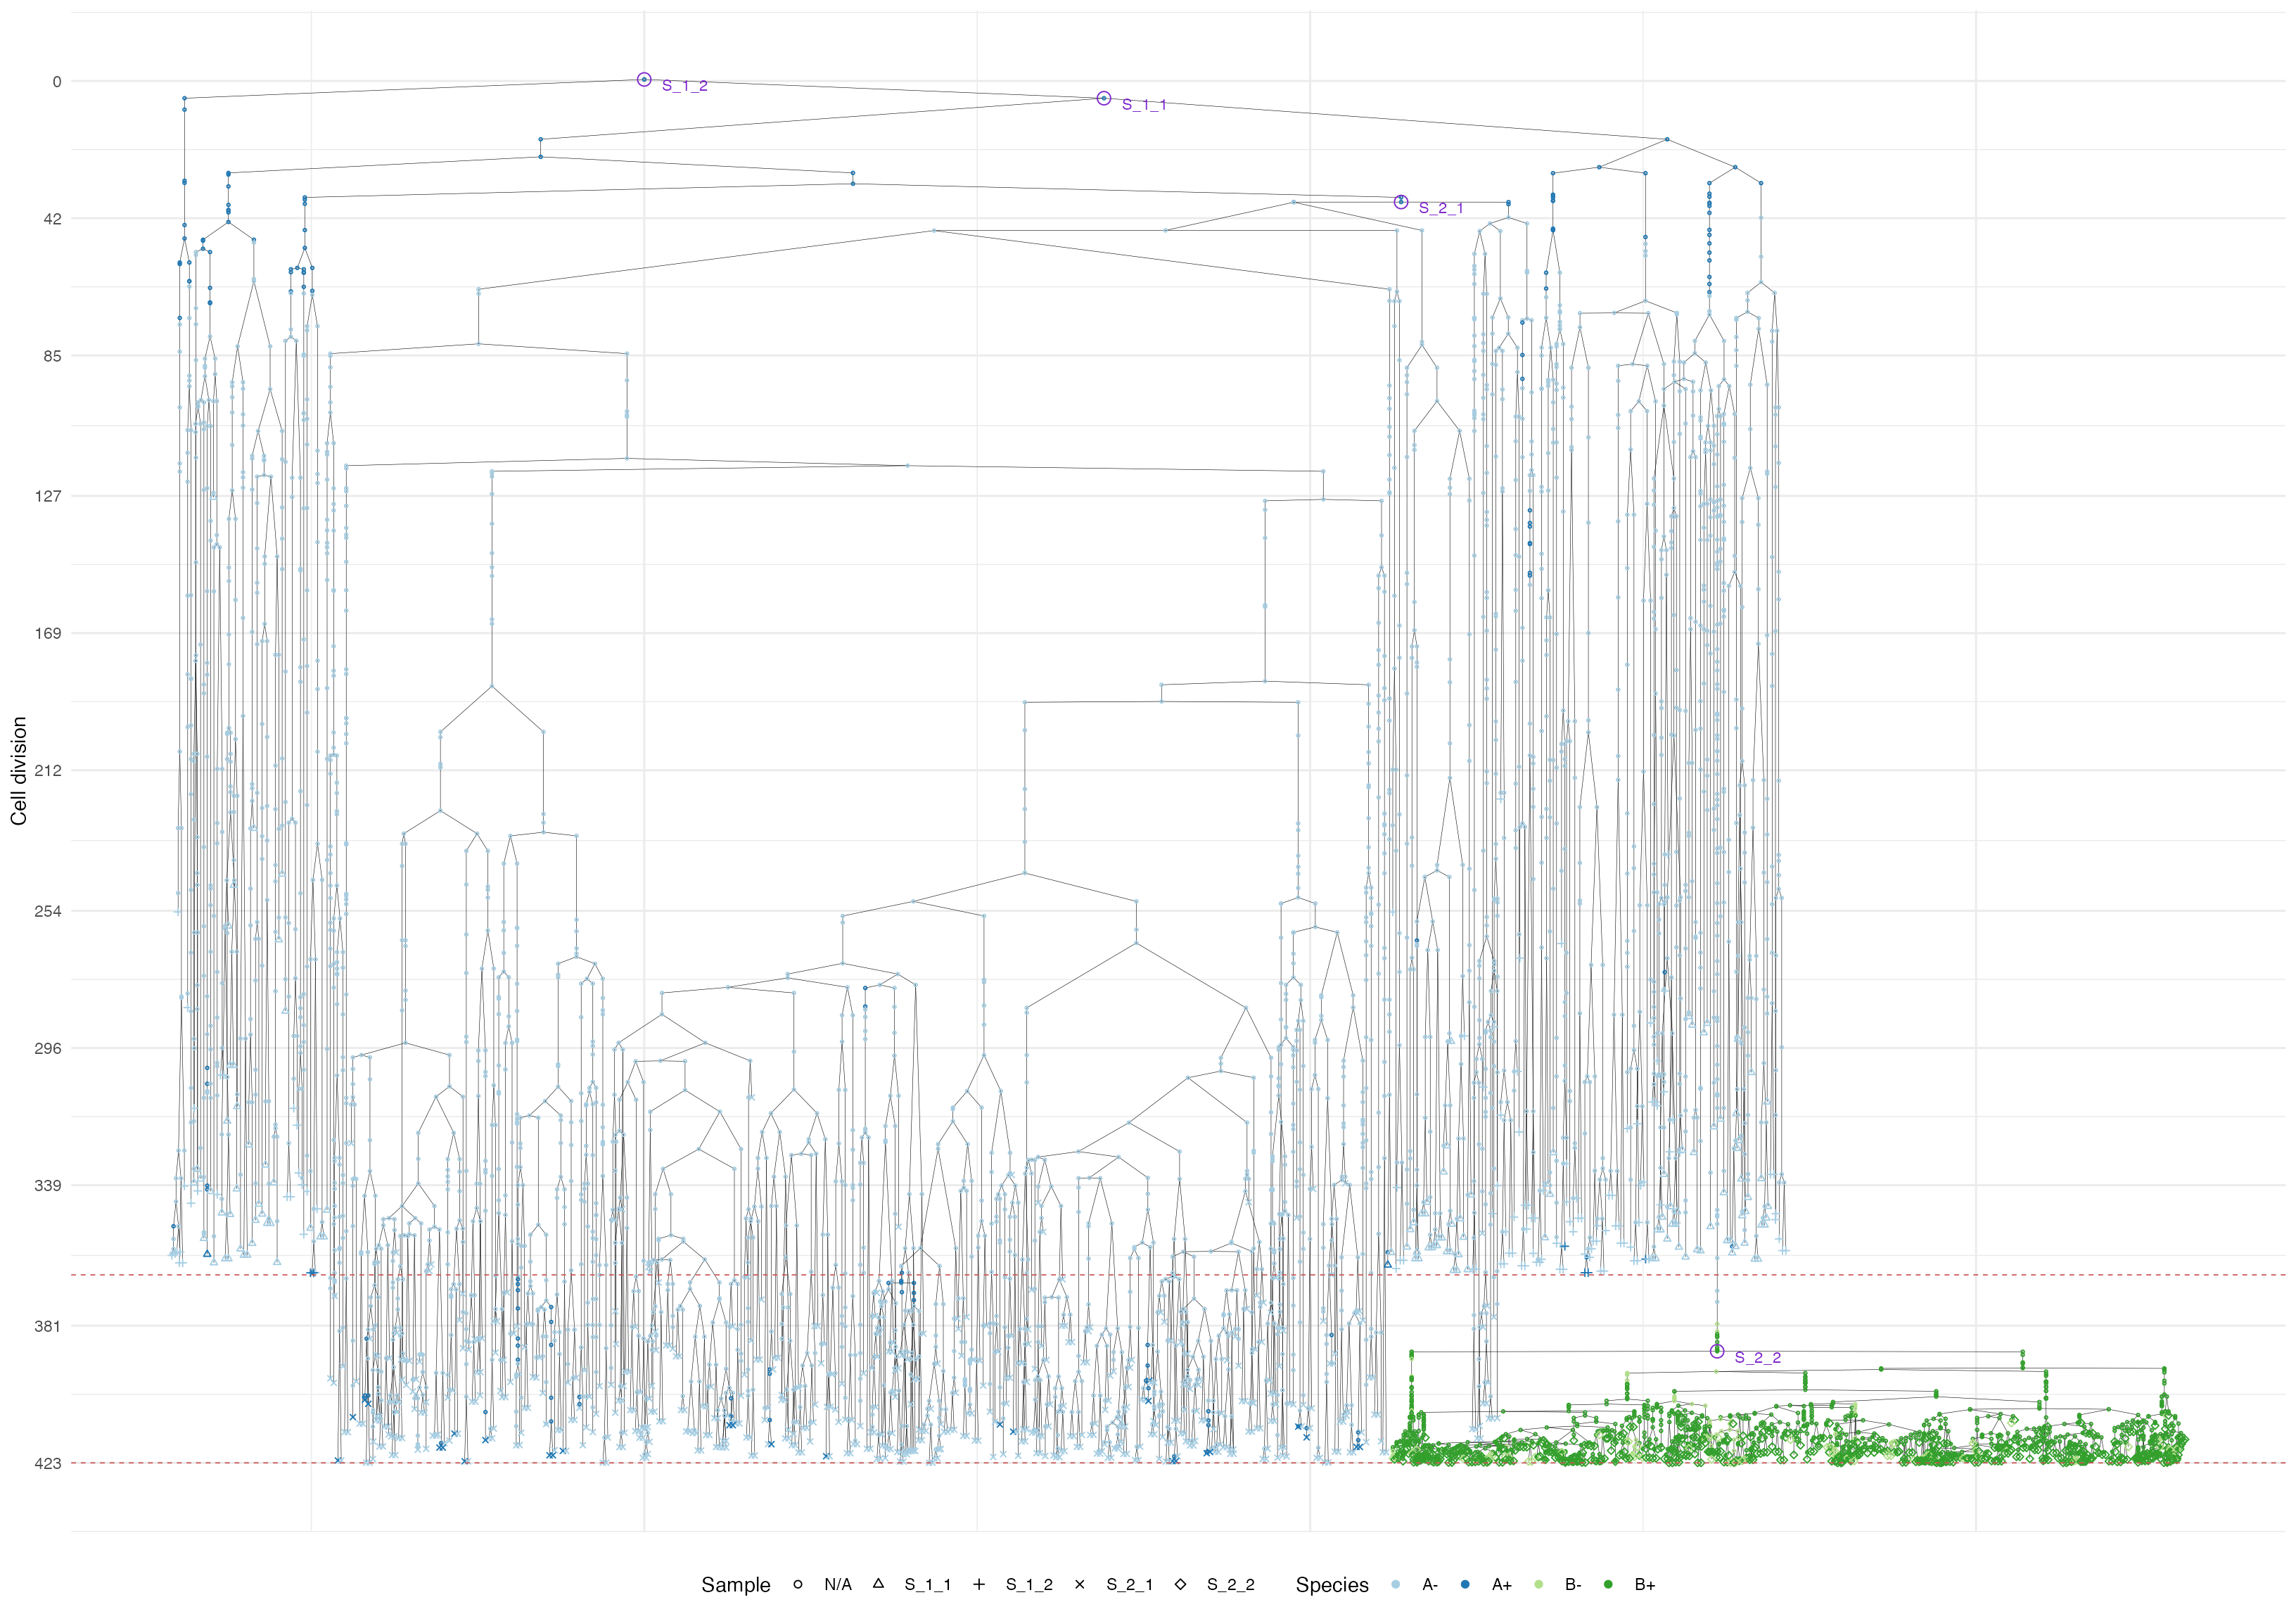 0
S_1_2
S_1_1
42
S_2_1
85
127
169
212
Cell division
254
296
339
381
S_2_2
423
Sample N/A S_1_1 S_1_2 S_2_1 S_2_2 Species A- A+ B- B+